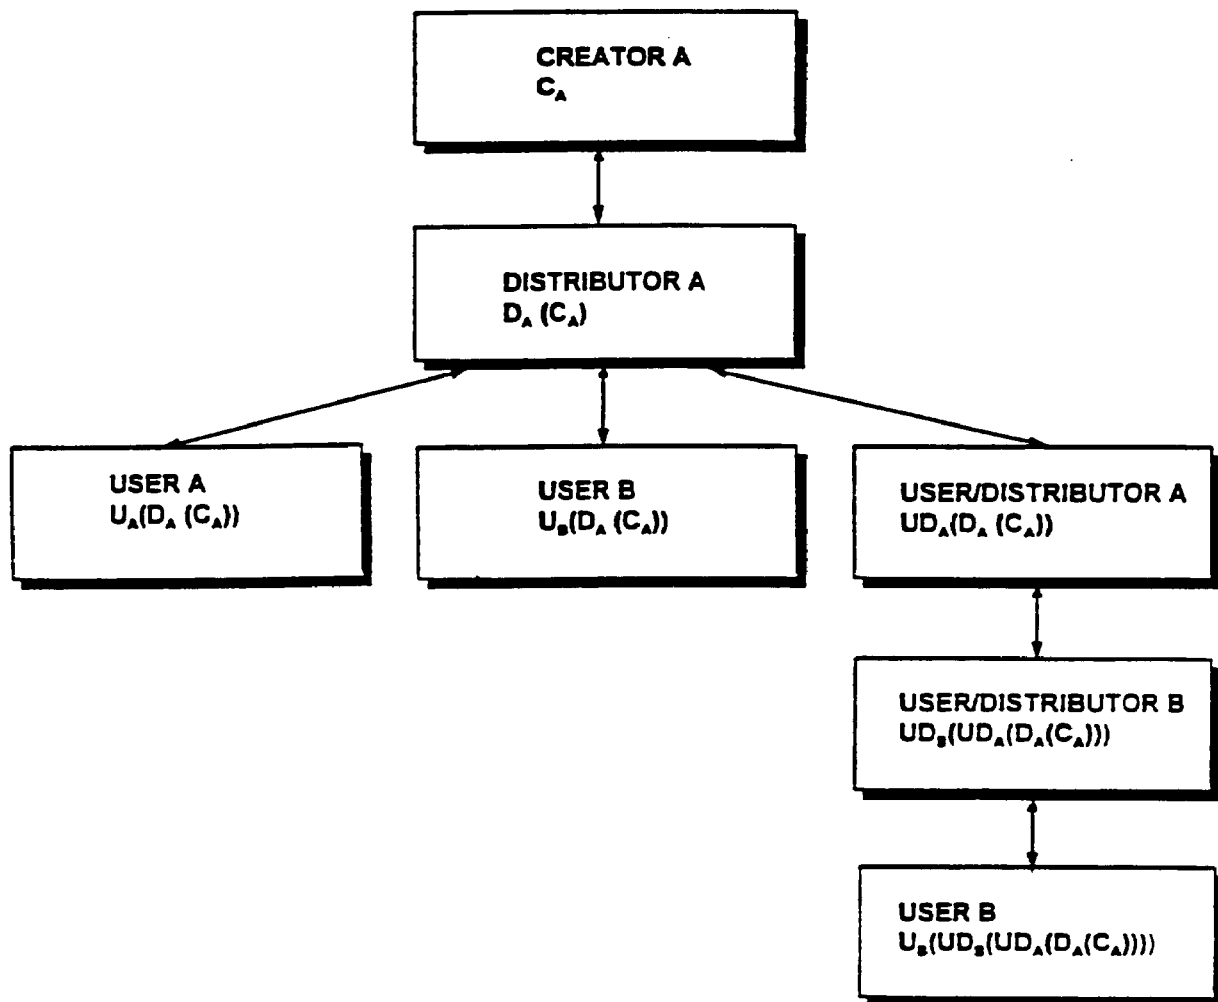 CREATOR A
C_A
DISTRIBUTOR A
D_A (C_A)
USER A
U_A(D_A (C_A))
USER B
U_B(D_A (C_A))
USER/DISTRIBUTOR A
UD_A(D_A (C_A))
USER/DISTRIBUTOR B
UD_B(UD_A(D_A(C_A)))
USER B
U_B(UD_B(UD_A(D_A(C_A))))